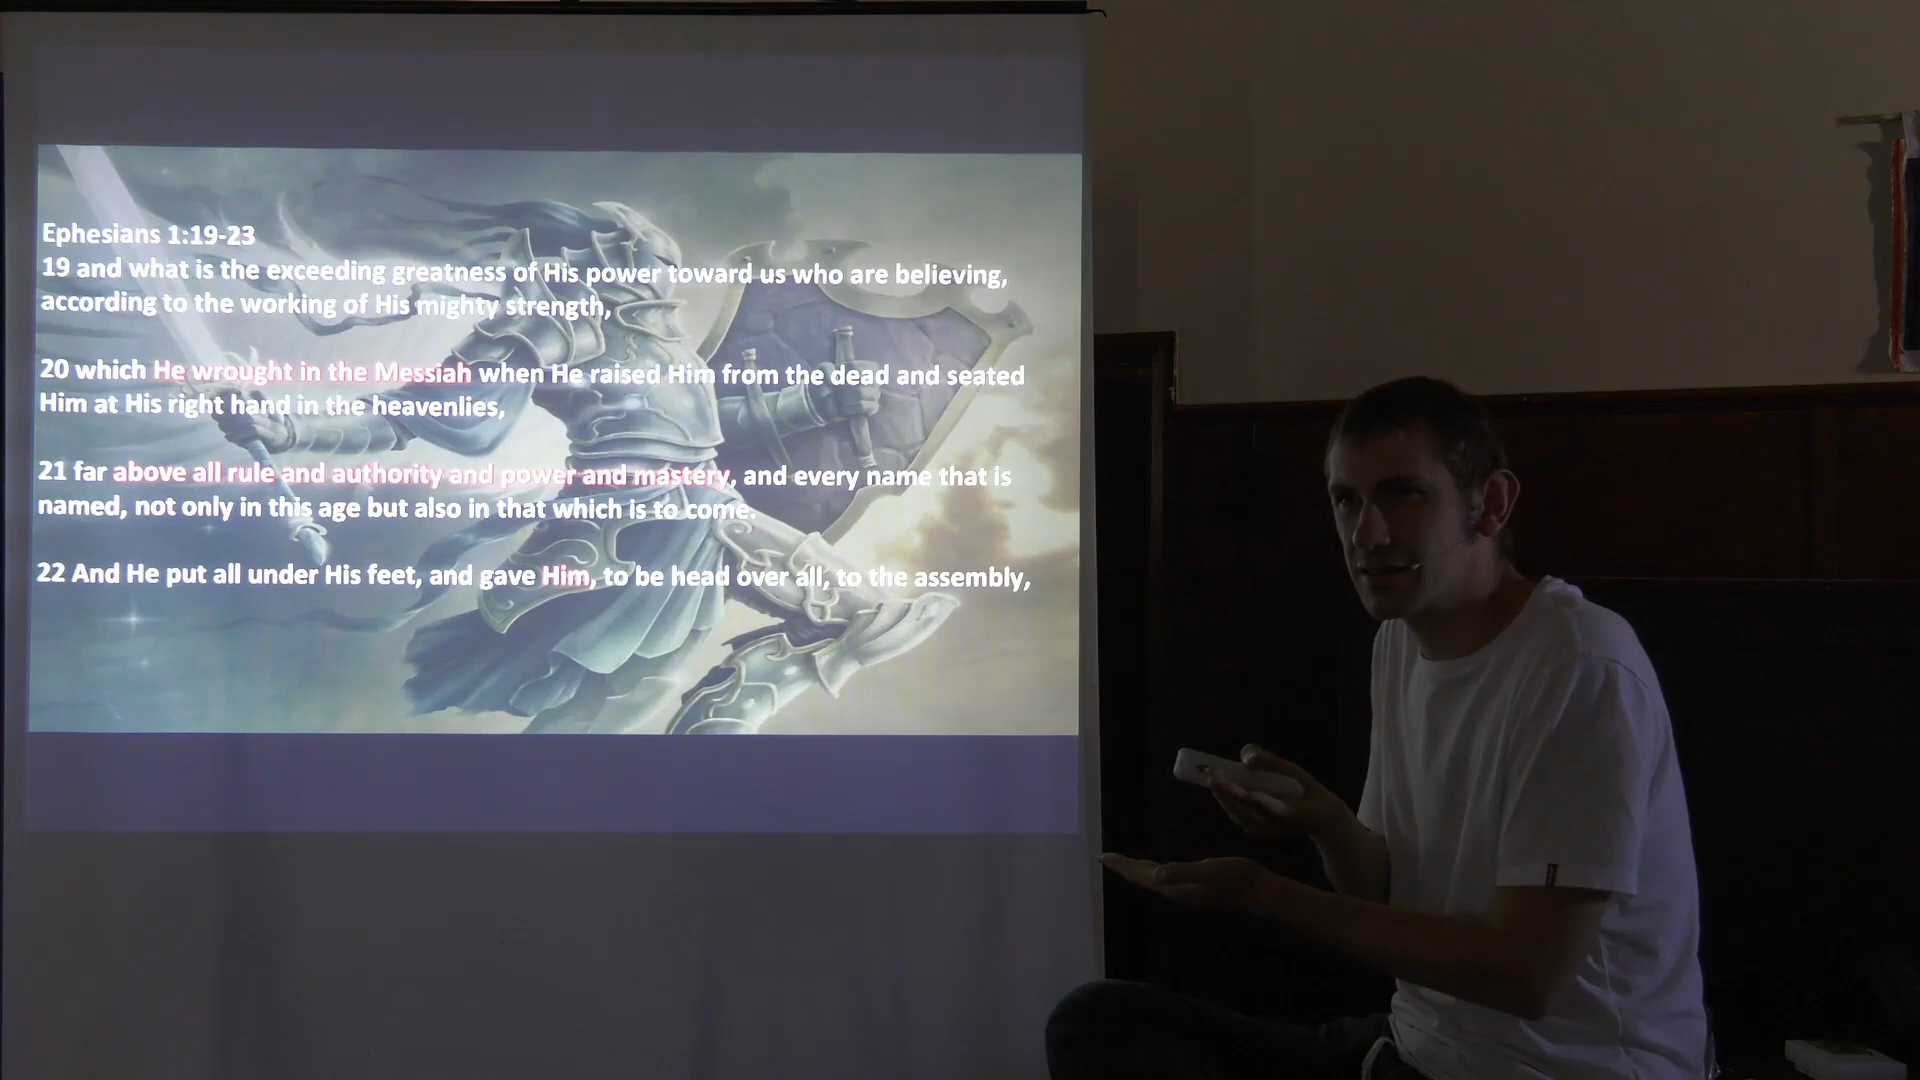 Ephesians 1:19-23
19 and what is the exceeding greatness of His power toward us who are believing,
according to the working of His mighty strength,
20 which He wrought in the Messiah when He raised Him from the dead and seated
Him at His right hand in the heavenlies,
21 far above all rule and authority and power and mastery, and every name that is
named, not only in this age but also in that which is to come.
22 And He put all under His feet, and gave Him, to be head over all, to the assembly,